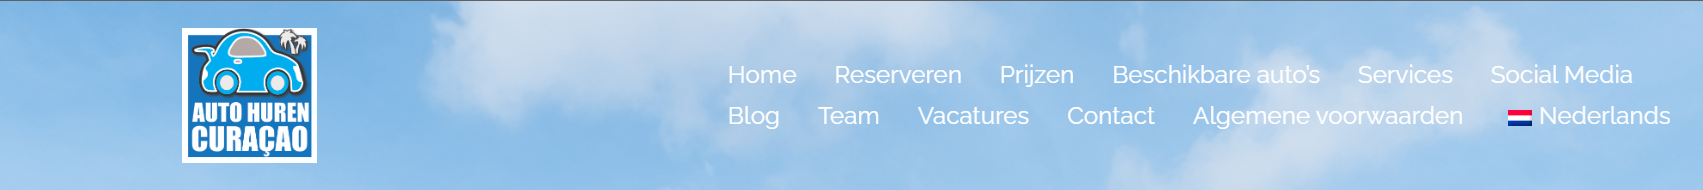 AUTO HUREN
CURAÇAO
Home Reserveren Prijzen Beschikbare auto's Services Social Media
Blog Team Vacatures Contact Algemene voorwaarden Nederlands